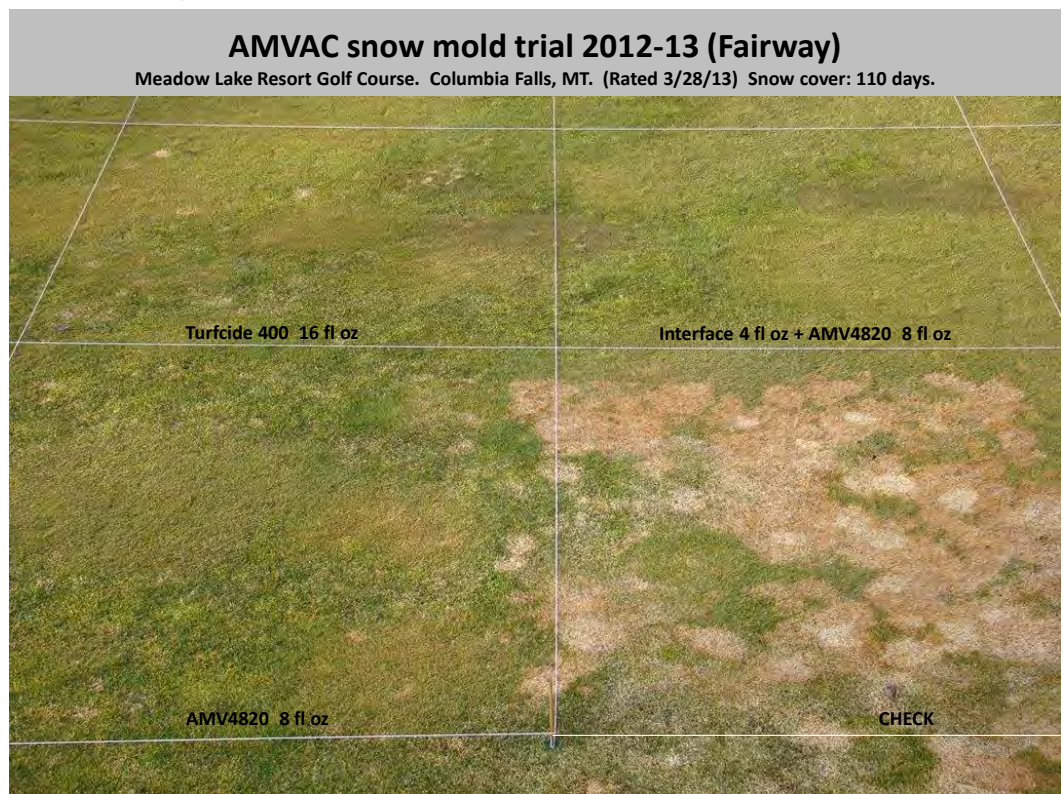 AMVAC snow mold trial 2012-13 (Fairway)
Meadow Lake Resort Golf Course.  Columbia Falls, MT.  (Rated 3/28/13)  Snow cover: 110 days.
Turfcide 400  16 fl oz
Interface 4 fl oz + AMV4820  8 fl oz
AMV4820  8 fl oz
CHECK